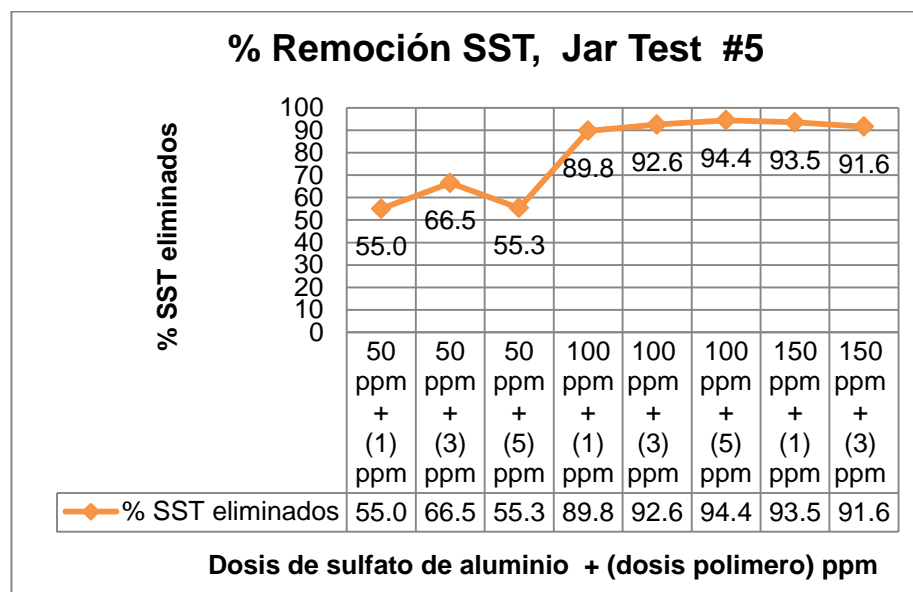 % Remoción SST, Jar Test #5
% SST eliminados
100
90
80
70
60
50
40
30
20
10
0
55.0
66.5
55.3
89.8
92.6
94.4
93.5
91.6
50 50 50 100 100 100 150 150
ppm ppm ppm ppm ppm ppm ppm ppm
+ + + + + + + +
(1) (3) (5) (1) (3) (5) (1) (3)
ppm ppm ppm ppm ppm ppm ppm ppm
% SST eliminados 55.0 66.5 55.3 89.8 92.6 94.4 93.5 91.6
Dosis de sulfato de aluminio + (dosis polimero) ppm